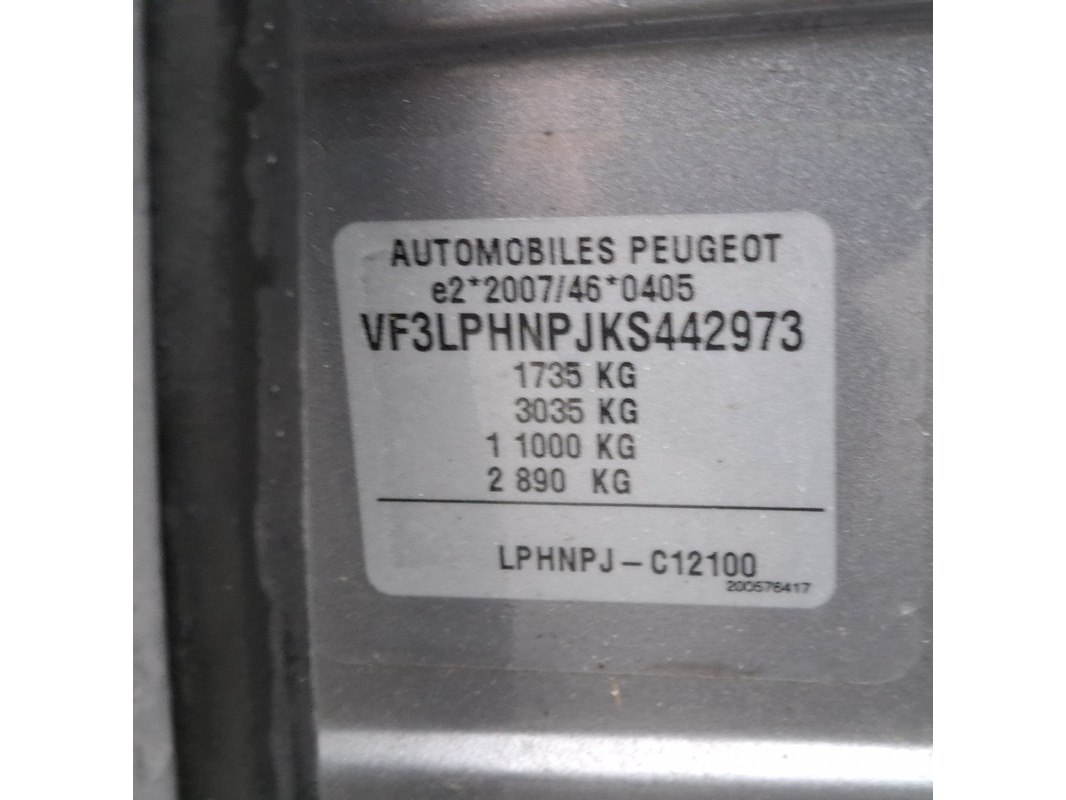 AUTOMOBILES PEUGEOT
e2*2007/46*0405
VF3LPHNPJKS442973
1735 KG
3035 KG
1 1000 KG
2 890 KG
LPHNPJ-C12100
200576417